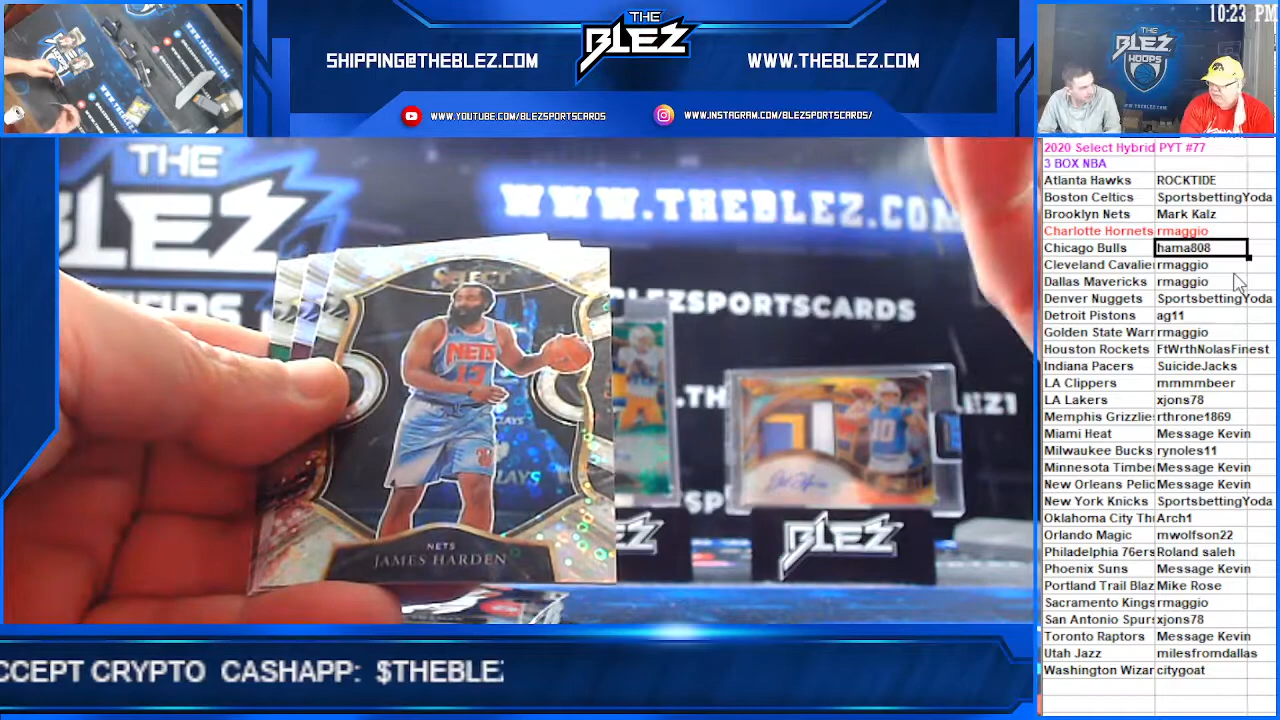 10:23 PM
SHIPPING@THEBLEZ.COM
THE
BLEZ
WWW.THEBLEZ.COM
WWW.YOUTUBE.COM/BLEZSPORTSCARDS
WWW.INSTAGRAM.COM/BLEZSPORTSCARDS/
THE
BLEZ
HOOPS
THE
WWW.THEBLEZ.COM
BLEZSPORTSCARDS
SELECT
NETS
13
NETS
JAMES HARDEN
10
BLEZ
2020 Select Hybrid PYT #77
3 BOX NBA
Atlanta Hawks ROCKTIDE
Boston Celtics SportsbettingYoda
Brooklyn Nets Mark Kalz
Charlotte Hornets rmaggio
Chicago Bulls hama808
Cleveland Cavalie rmaggio
Dallas Mavericks rmaggio
Denver Nuggets SportsbettingYoda
Detroit Pistons ag11
Golden State Warr rmaggio
Houston Rockets FtWrthNolasFinest
Indiana Pacers SuicideJacks
LA Clippers mmmmbeer
LA Lakers xjons78
Memphis Grizzlies rthrone1869
Miami Heat Message Kevin
Milwaukee Bucks rynoles11
Minnesota Timbe Message Kevin
New Orleans Pelic Message Kevin
New York Knicks SportsbettingYoda
Oklahoma City Th Arch1
Orlando Magic mwolfson22
Philadelphia 76ers Roland saleh
Phoenix Suns Message Kevin
Portland Trail Blaz Mike Rose
Sacramento Kings rmaggio
San Antonio Spurs xjons78
Toronto Raptors Message Kevin
Utah Jazz milesfromdallas
Washington Wizar citygoat
CCEPT CRYPTO CASHAPP: $THEBLE